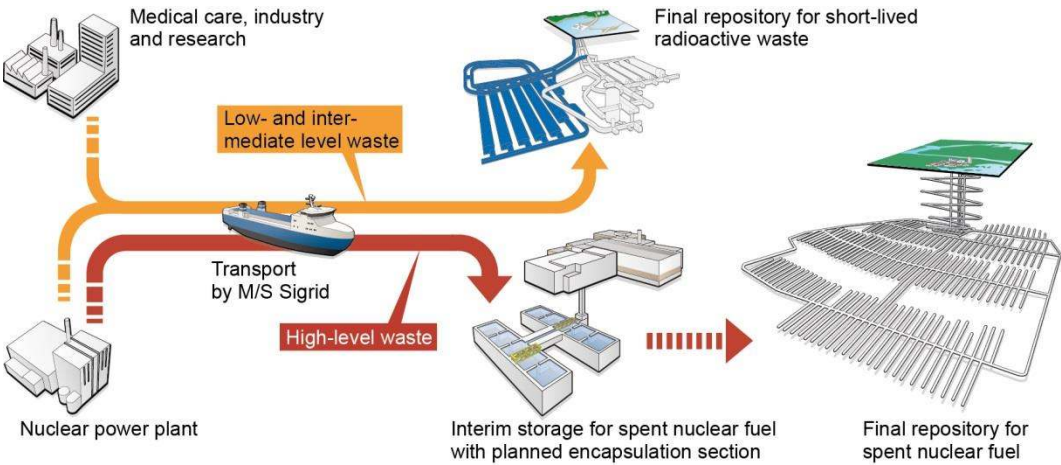 Medical care, industry
and research
Final repository for short-lived
radioactive waste
Low- and inter-
mediate level waste
Transport
by M/S Sigrid
High-level waste
Nuclear power plant
Interim storage for spent nuclear fuel
with planned encapsulation section
Final repository for
spent nuclear fuel